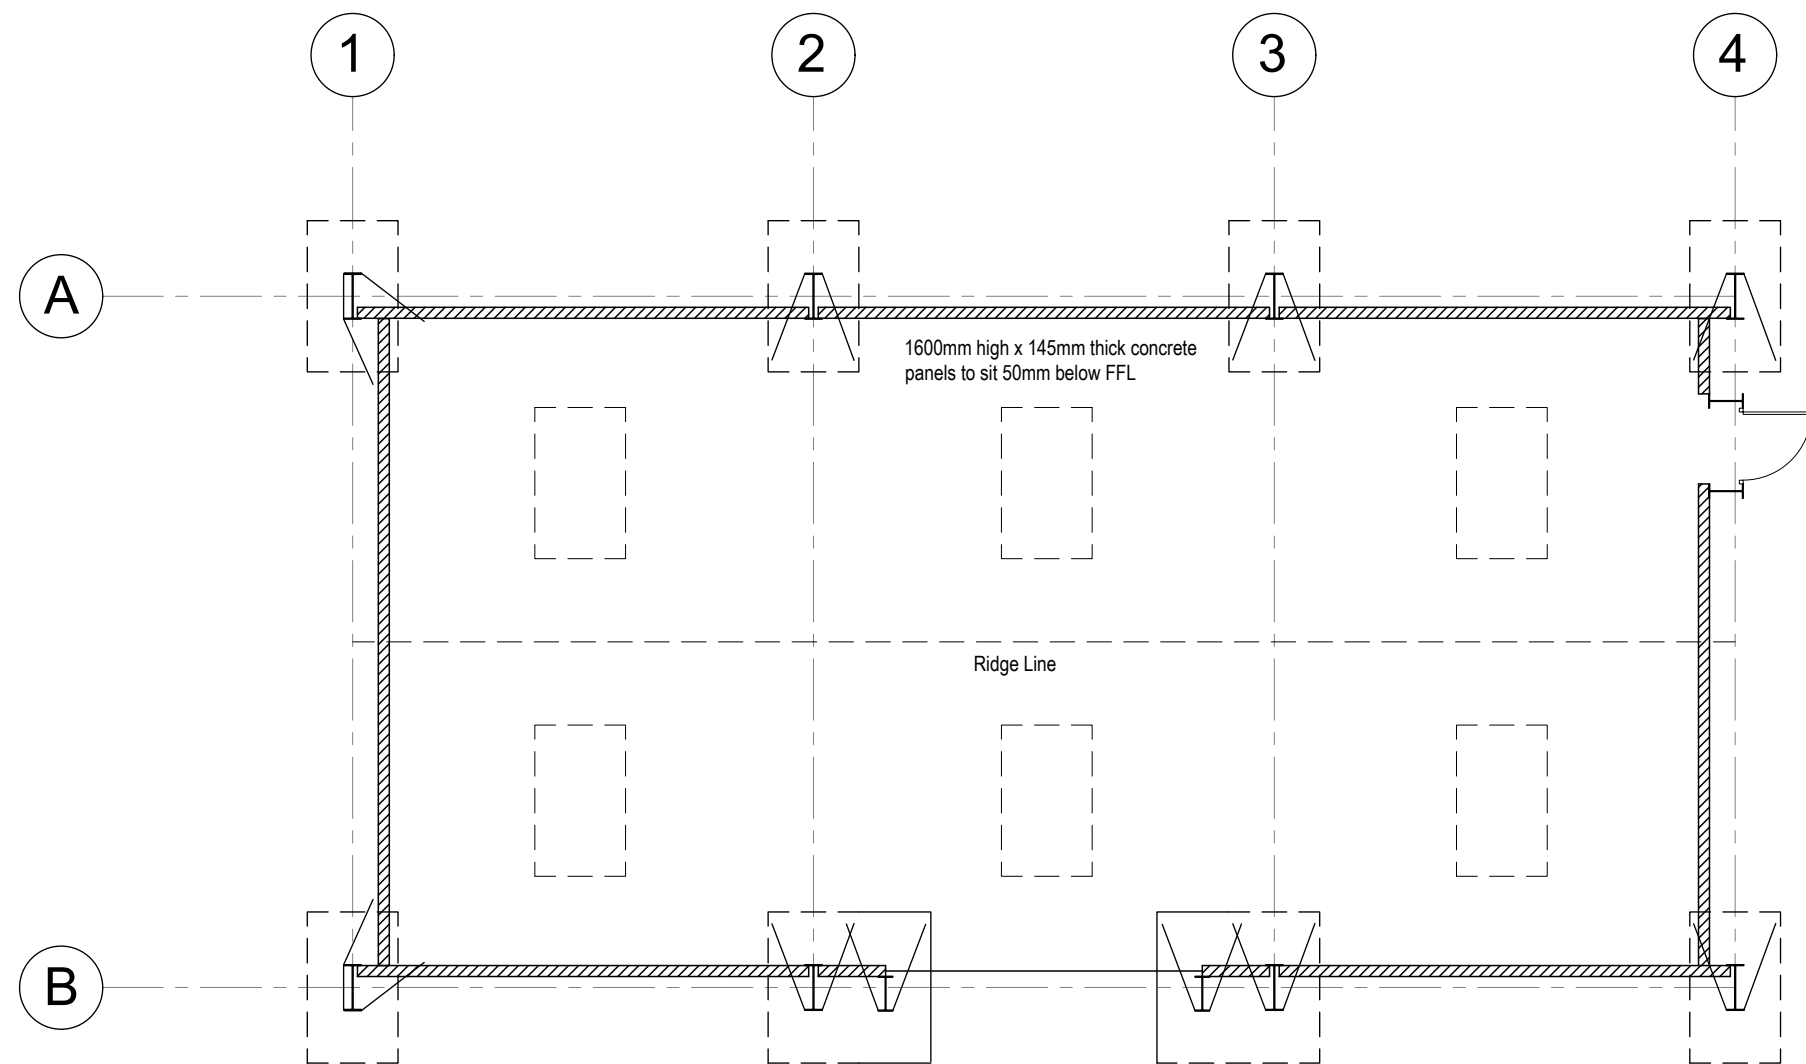 1
2
3
4
A
1600mm high x 145mm thick concrete
panels to sit 50mm below FFL
Ridge Line
B